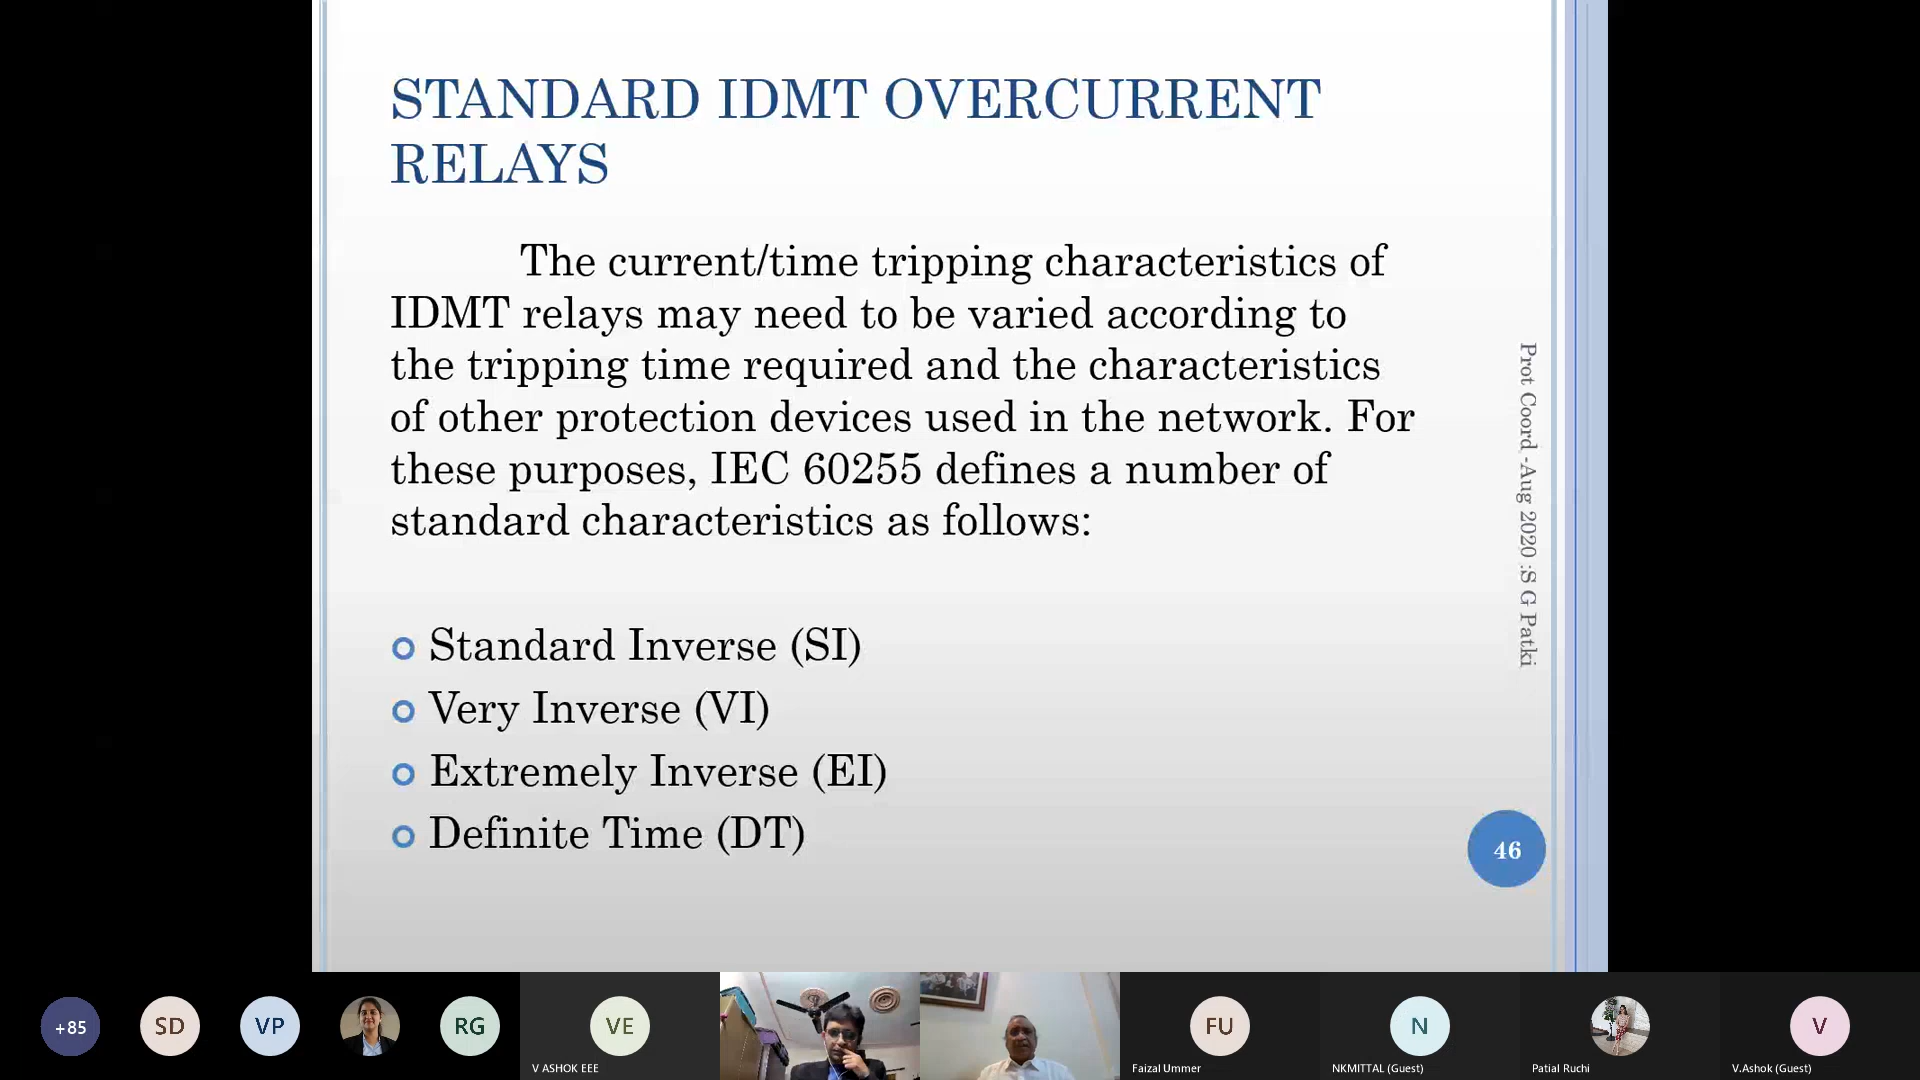 STANDARD IDMT OVERCURRENT
RELAYS
The current/time tripping characteristics of
IDMT relays may need to be varied according to
the tripping time required and the characteristics
of other protection devices used in the network. For
these purposes, IEC 60255 defines a number of
standard characteristics as follows:
Standard Inverse (SI)
Very Inverse (VI)
Extremely Inverse (EI)
Definite Time (DT)
Prot Coord -Aug 2020 :S G Patki
46
+85
SD
VP
RG
VE
V ASHOK EEE
FU
Faizal Ummer
N
NKMITTAL (Guest)
Patial Ruchi
V
V.Ashok (Guest)